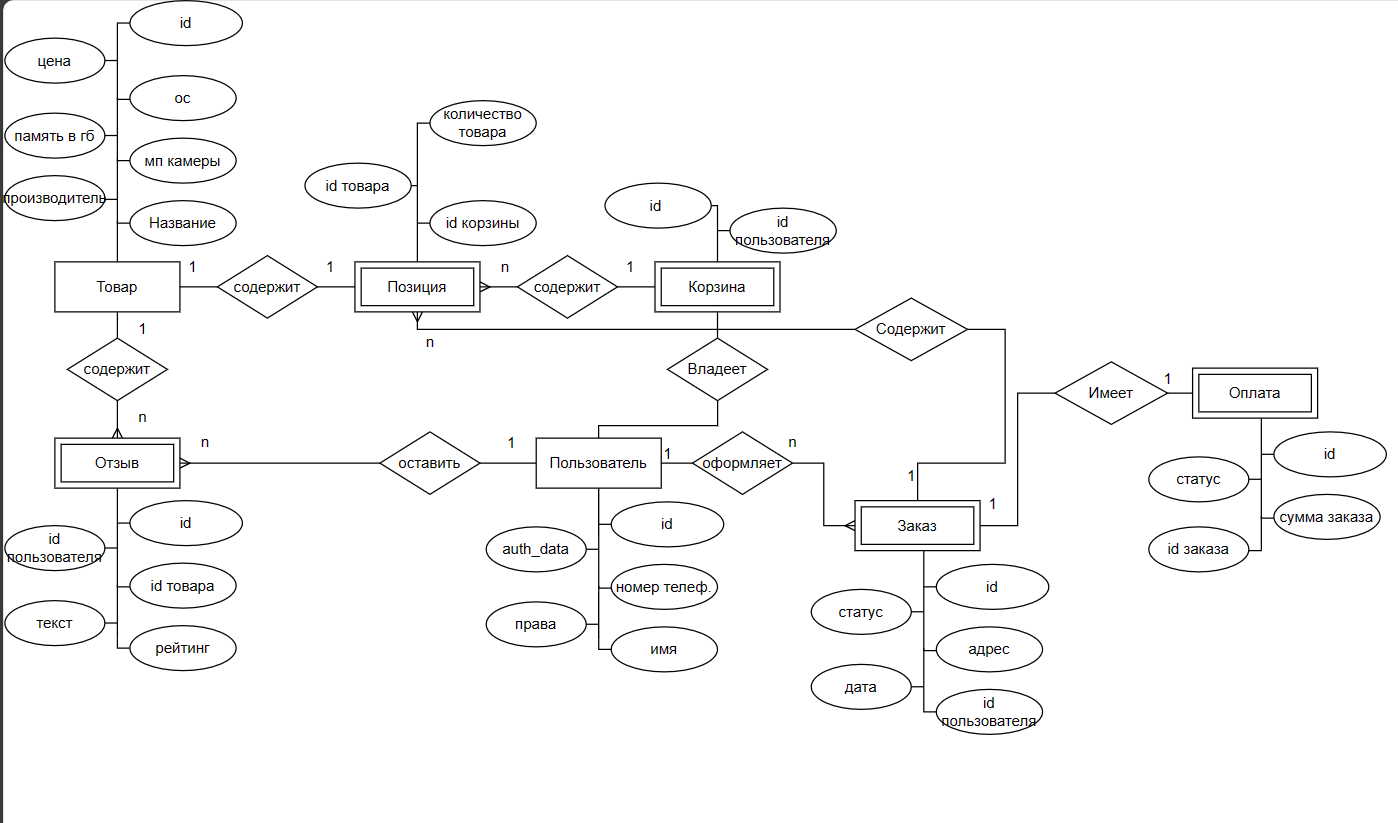 id
цена
ос
память в гб
мп камеры
производитель
Название
количество
товара
id товара
id корзины
id
id
пользователя
Товар
1
содержит
1
Позиция
n
содержит
1
Корзина
1
содержит
n
n
Владеет
Содержит
1
Имеет
1
Оплата
Отзыв
n
оставить
1
Пользователь
1
оформляет
n
1
Заказ
id
id
пользователя
id товара
текст
рейтинг
id
auth_data
номер телеф.
права
имя
id
статус
адрес
дата
id
пользователя
id
статус
сумма заказа
id заказа